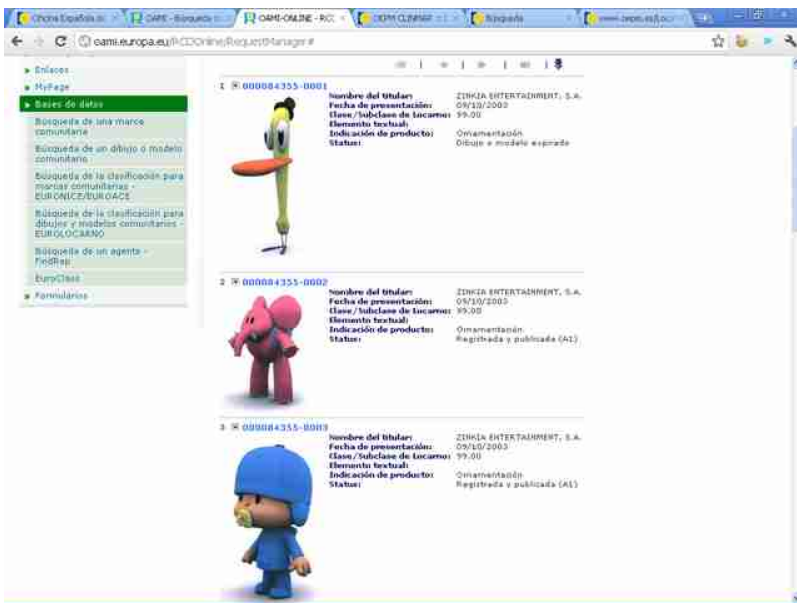 Oficina Española de
OAMI - Búsqueda
OAMI-ONLINE - RCD
OEPM CLINMAR
Búsqueda
oami.europa.eu/RCDOnline/RequestManager#
Enlaces
MyPage
Bases de datos
Búsqueda de una marca
comunitaria
Búsqueda de un dibujo o modelo
comunitario
Búsqueda de la clasificación para
marcas comunitarias -
EURONICE/EUROACE
Búsqueda de la clasificación para
dibujos y modelos comunitarios -
EUROLOCARNO
Búsqueda de un agente -
FindRep
EuroClass
Formularios
1 000084355-0001
Nombre del titular: ZINKIA ENTERTAINMENT, S.A.
Fecha de presentación: 09/10/2003
Clase/Subclase de Locarno: 99.00
Elemento textual:
Indicación de producto: Ornamentación
Status: Dibujo o modelo expirado
2 000084355-0002
Nombre del titular: ZINKIA ENTERTAINMENT, S.A.
Fecha de presentación: 09/10/2003
Clase/Subclase de Locarno: 99.00
Elemento textual:
Indicación de producto: Ornamentación
Status: Registrada y publicada (A1)
3 000084355-0003
Nombre del titular: ZINKIA ENTERTAINMENT, S.A.
Fecha de presentación: 09/10/2003
Clase/Subclase de Locarno: 99.00
Elemento textual:
Indicación de producto: Ornamentación
Status: Registrada y publicada (A1)